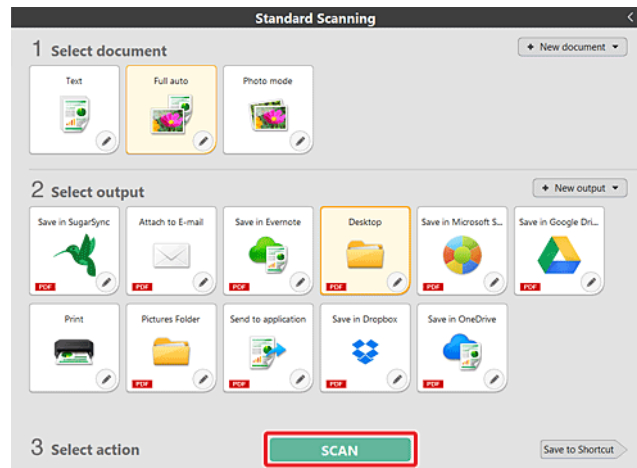 Standard Scanning
1 Select document
+ New document
Text
Full auto
Photo mode
2 Select output
+ New output
Save in SugarSync
Attach to E-mail
Save in Evernote
Desktop
Save in Microsoft S...
Save in Google Dri...
PDF
PDF
PDF
PDF
PDF
PDF
Print
Pictures Folder
Send to application
Save in Dropbox
Save in OneDrive
PDF
PDF
PDF
PDF
3 Select action
SCAN
Save to Shortcut